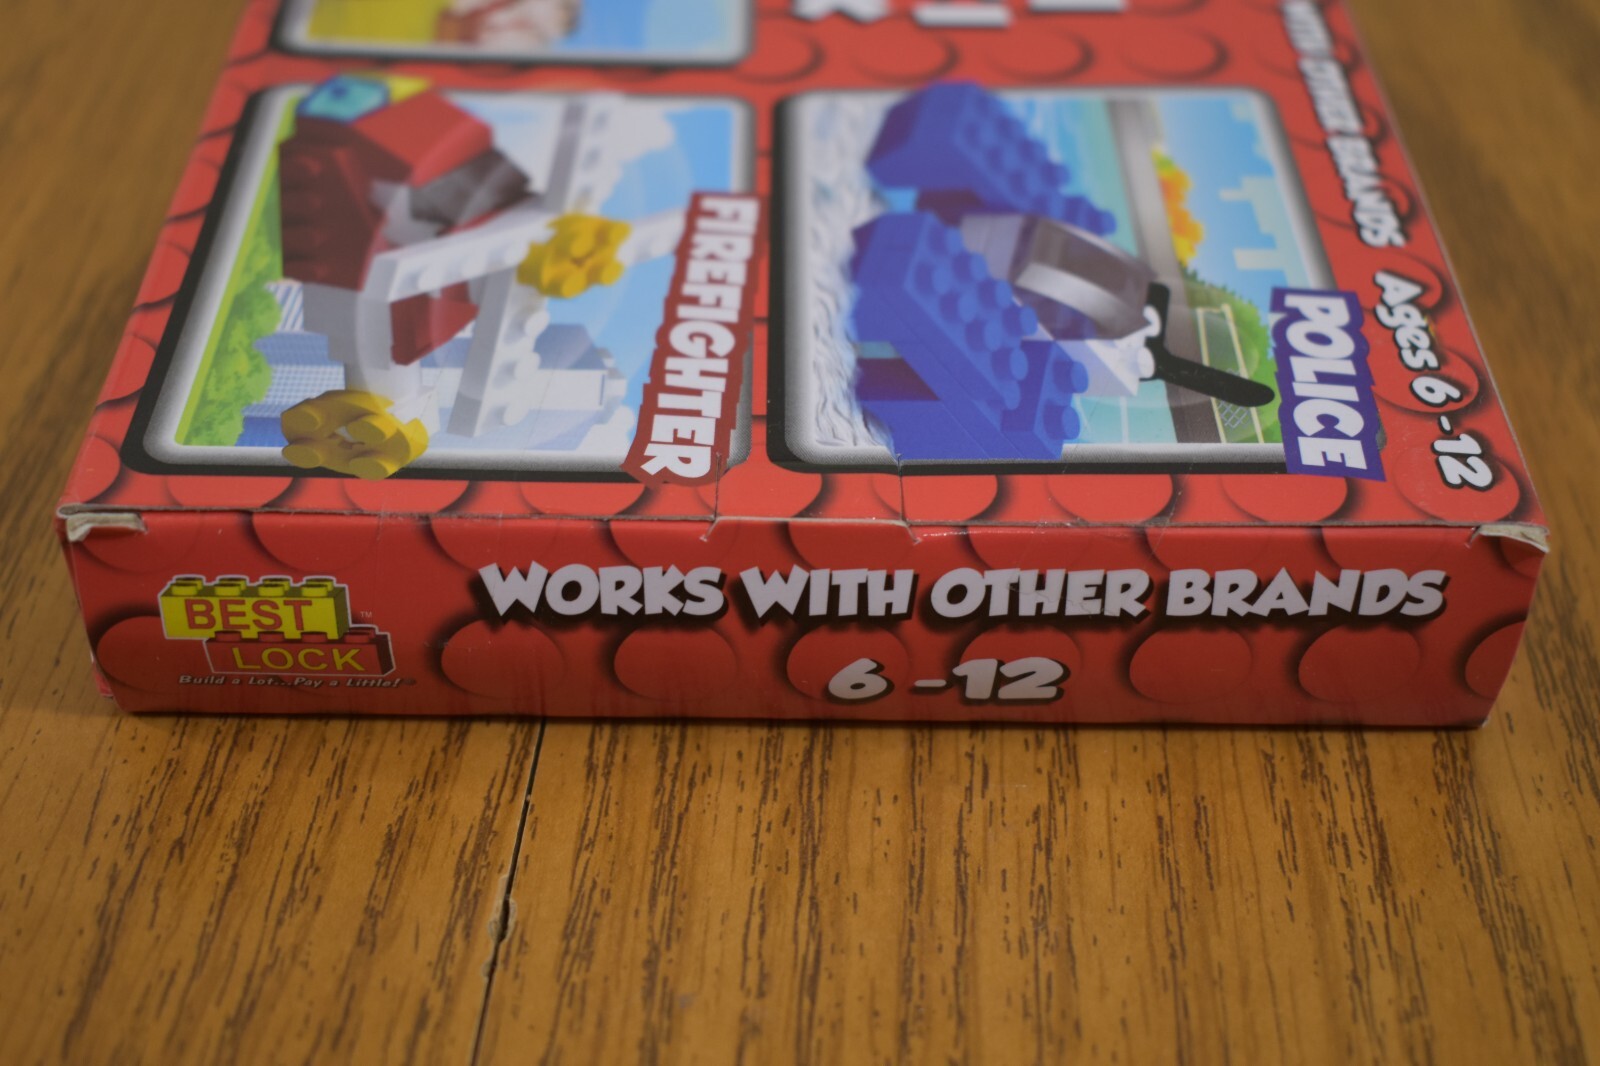 WITH OTHER BRANDS Ages 6 - 12
FIREFIGHTER
POLICE
BEST
LOCK
TM
Build a Lot...Pay a Little!
WORKS WITH OTHER BRANDS
6 - 12